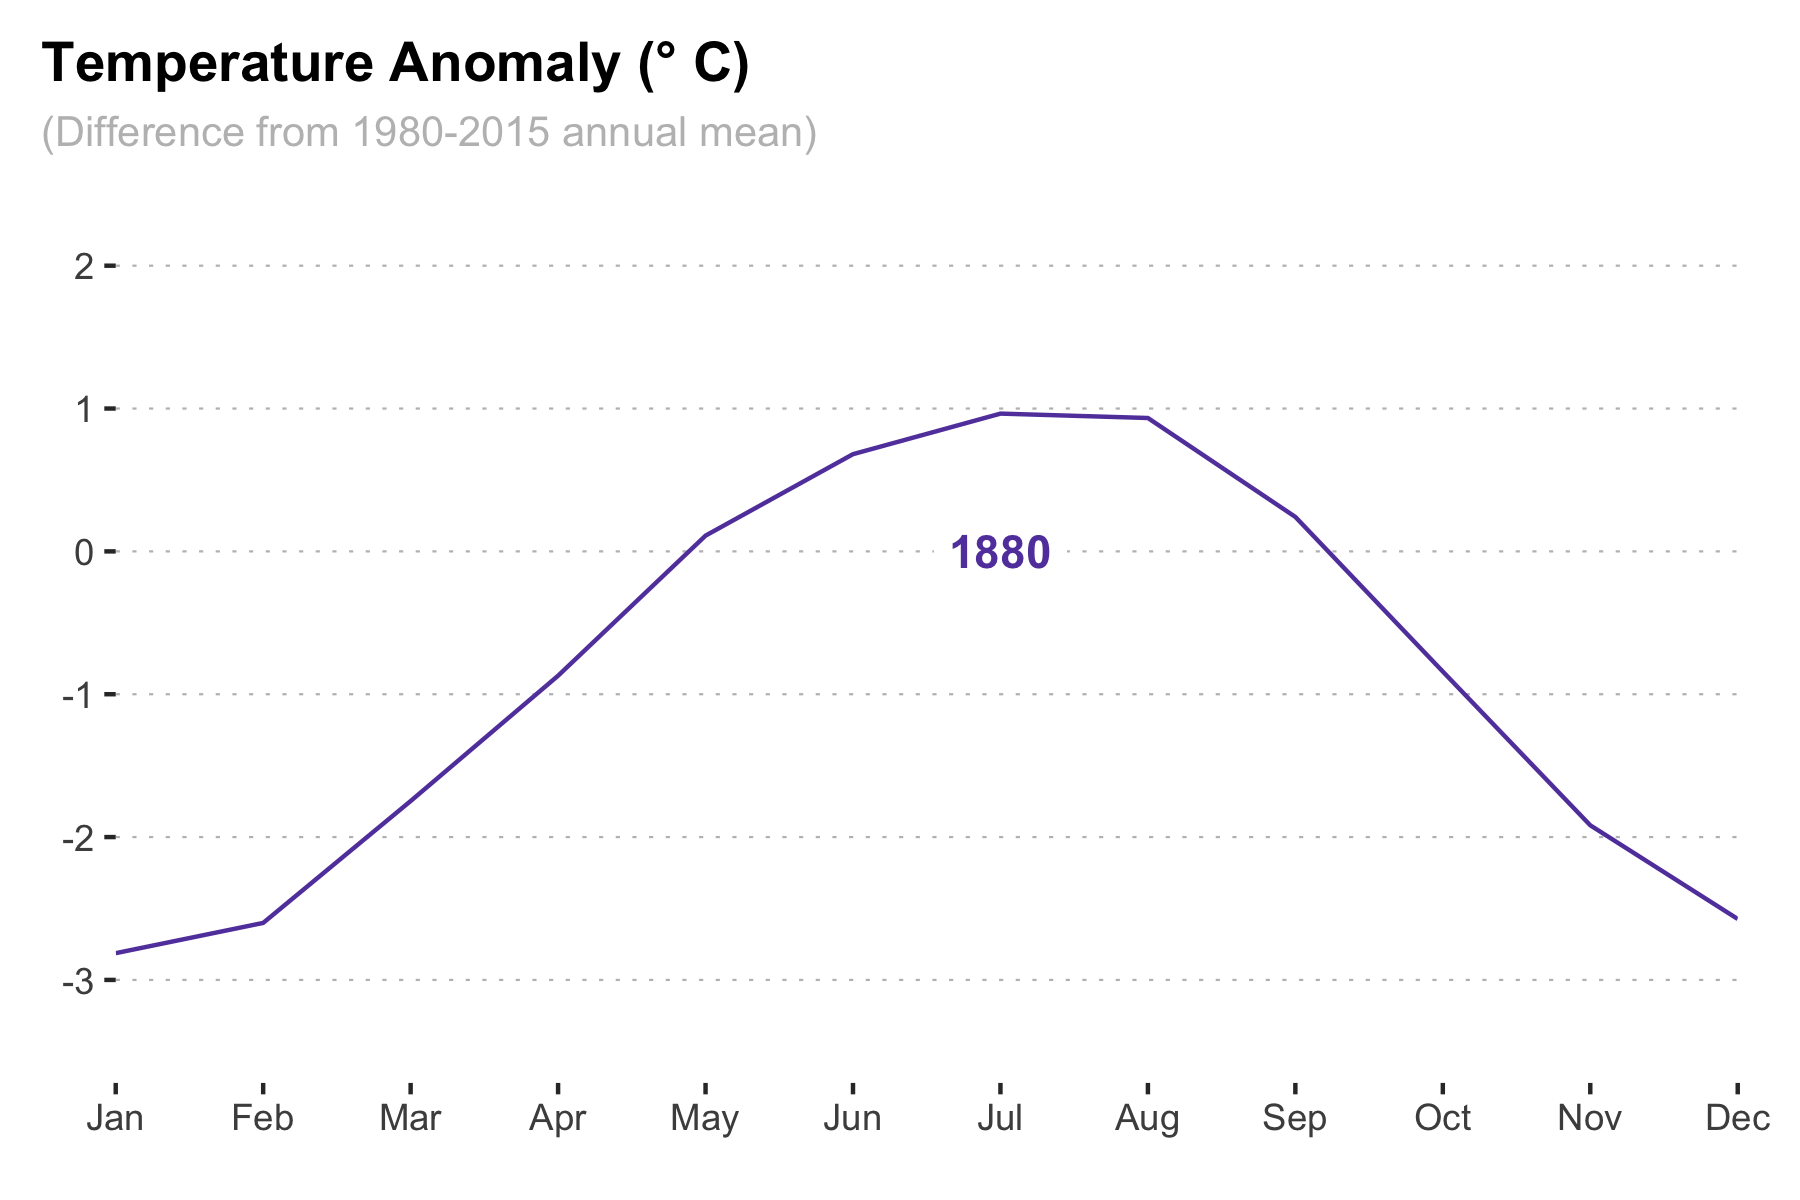 Temperature Anomaly (° C)
(Difference from 1980-2015 annual mean)
2
1
0
1880
-1
-2
-3
Jan Feb Mar Apr May Jun Jul Aug Sep Oct Nov Dec